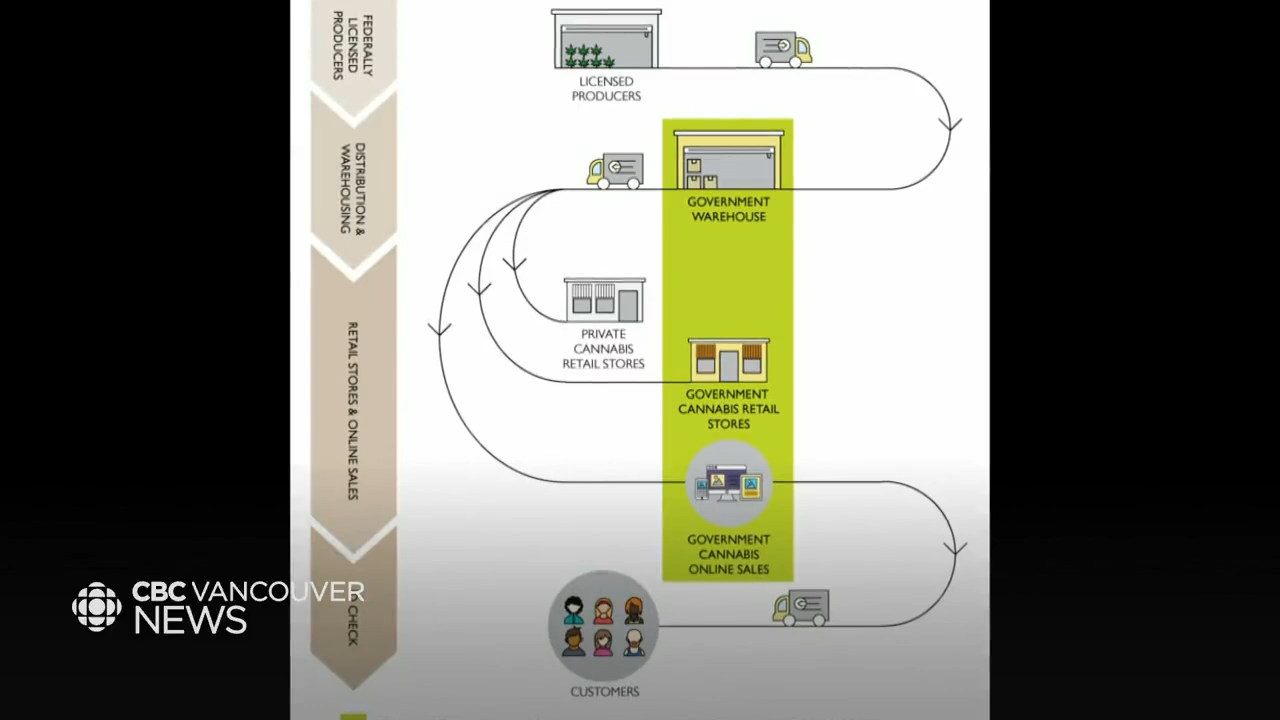 FEDERALLY
LICENSED
PRODUCERS
LICENSED
PRODUCERS
DISTRIBUTION &
WAREHOUSING
GOVERNMENT
WAREHOUSE
RETAIL STORES & ONLINE SALES
PRIVATE
CANNABIS
RETAIL STORES
GOVERNMENT
CANNABIS RETAIL
STORES
GOVERNMENT
CANNABIS
ONLINE SALES
CHECK
CUSTOMERS
CBC VANCOUVER
NEWS